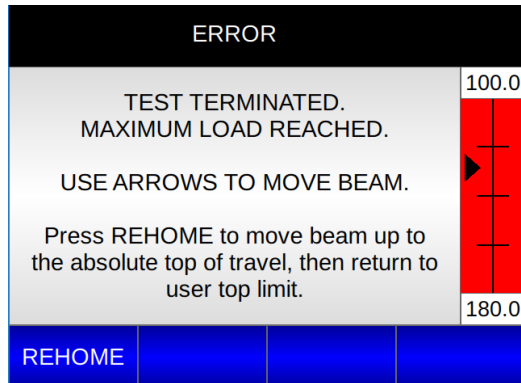 ERROR
100.0
TEST TERMINATED.
MAXIMUM LOAD REACHED.
USE ARROWS TO MOVE BEAM.
Press REHOME to move beam up to
the absolute top of travel, then return to
user top limit.
180.0
REHOME